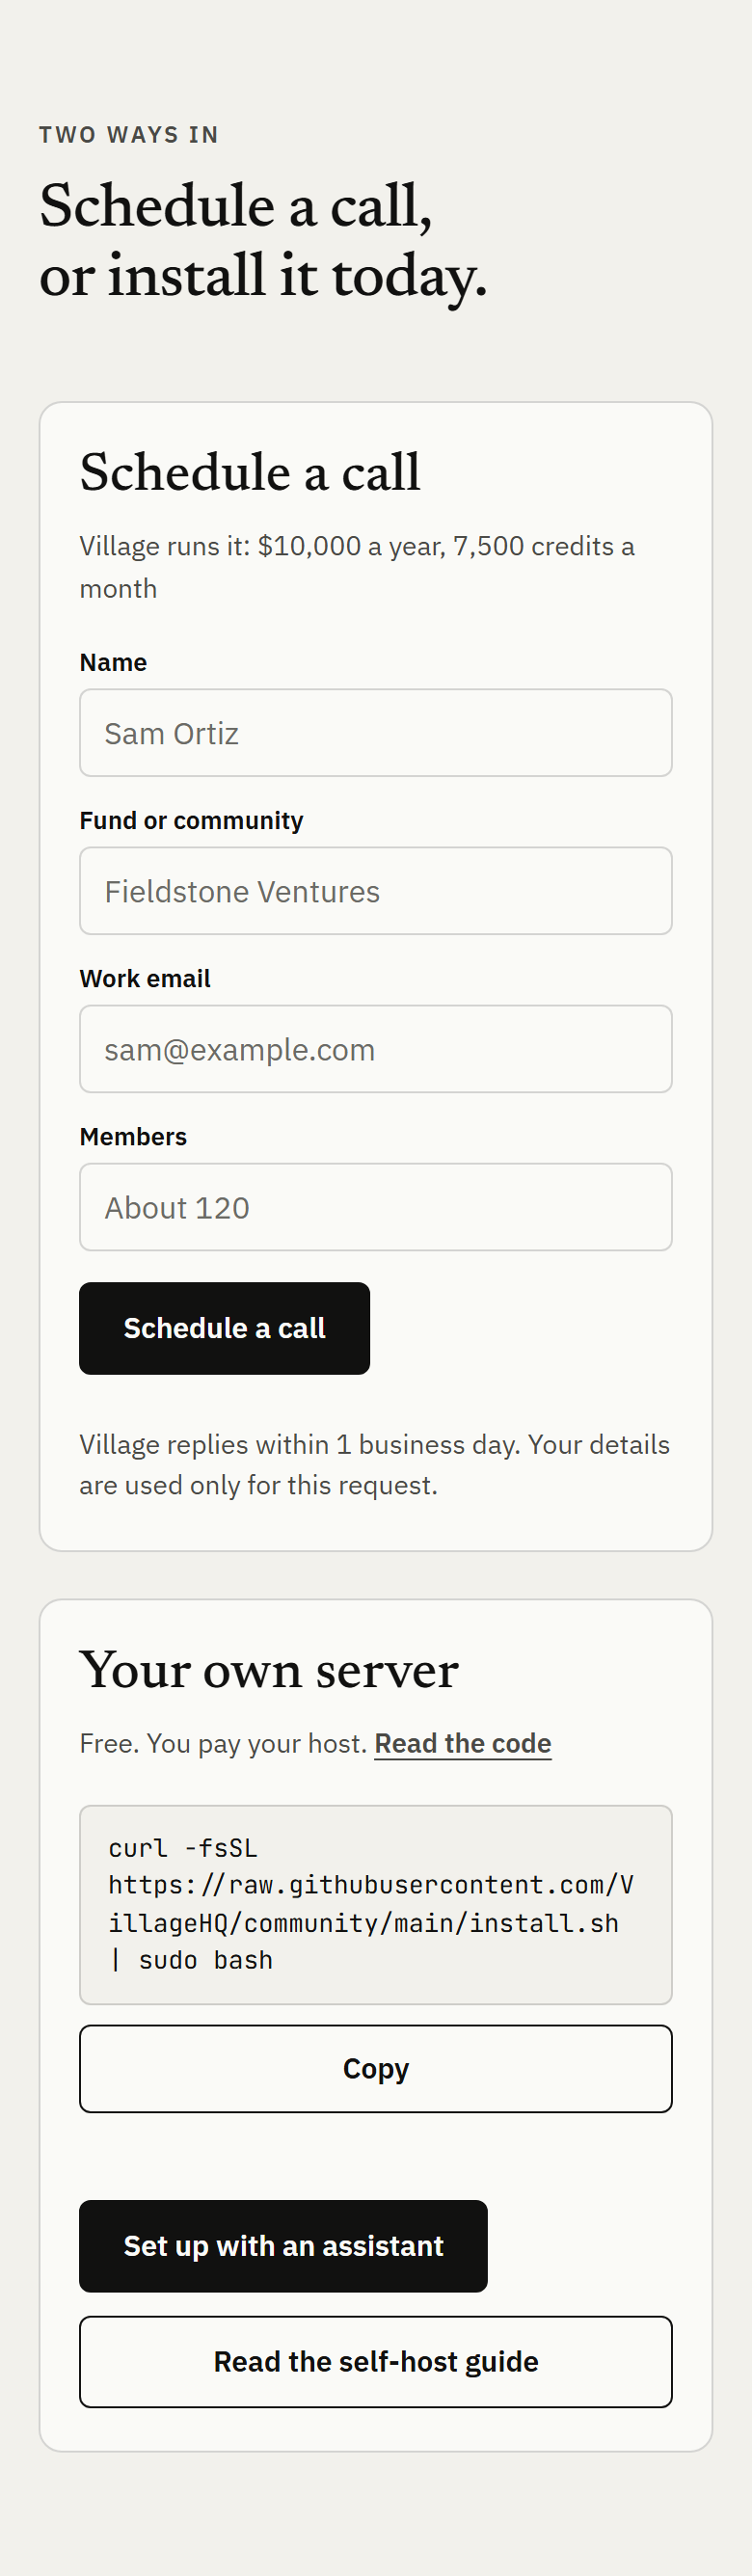 TWO WAYS IN
Schedule a call,
or install it today.
Schedule a call
Village runs it: $10,000 a year, 7,500 credits a
month
Name
Sam Ortiz
Fund or community
Fieldstone Ventures
Work email
sam@example.com
Members
About 120
Schedule a call
Village replies within 1 business day. Your details
are used only for this request.
Your own server
Free. You pay your host. Read the code
curl -fsSL
https://raw.githubusercontent.com/V
illageHQ/community/main/install.sh
| sudo bash
Copy
Set up with an assistant
Read the self-host guide